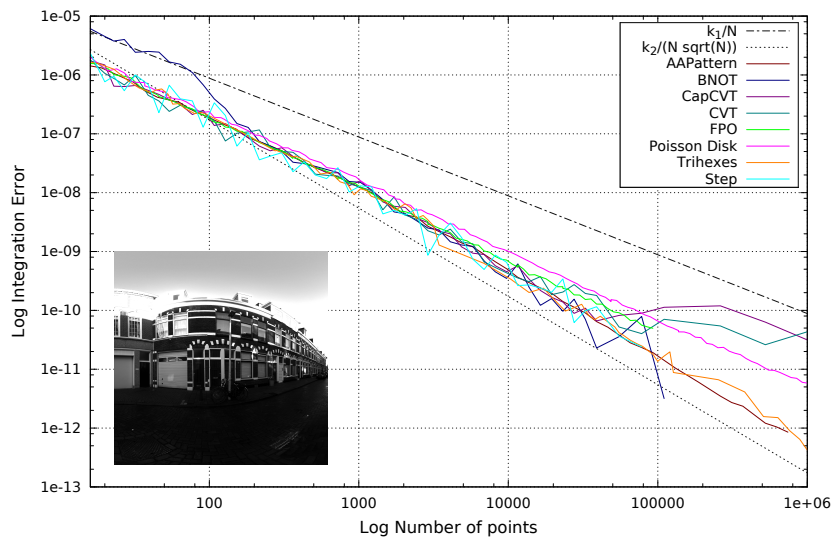 1e-05
1e-06
1e-07
1e-08
1e-09
1e-10
1e-11
1e-12
1e-13
Log Integration Error
k₁/N
k₂/(N sqrt(N))
AAPattern
BNOT
CapCVT
CVT
FPO
Poisson Disk
Trihexes
Step
100
1000
10000
100000
1e+06
Log Number of points